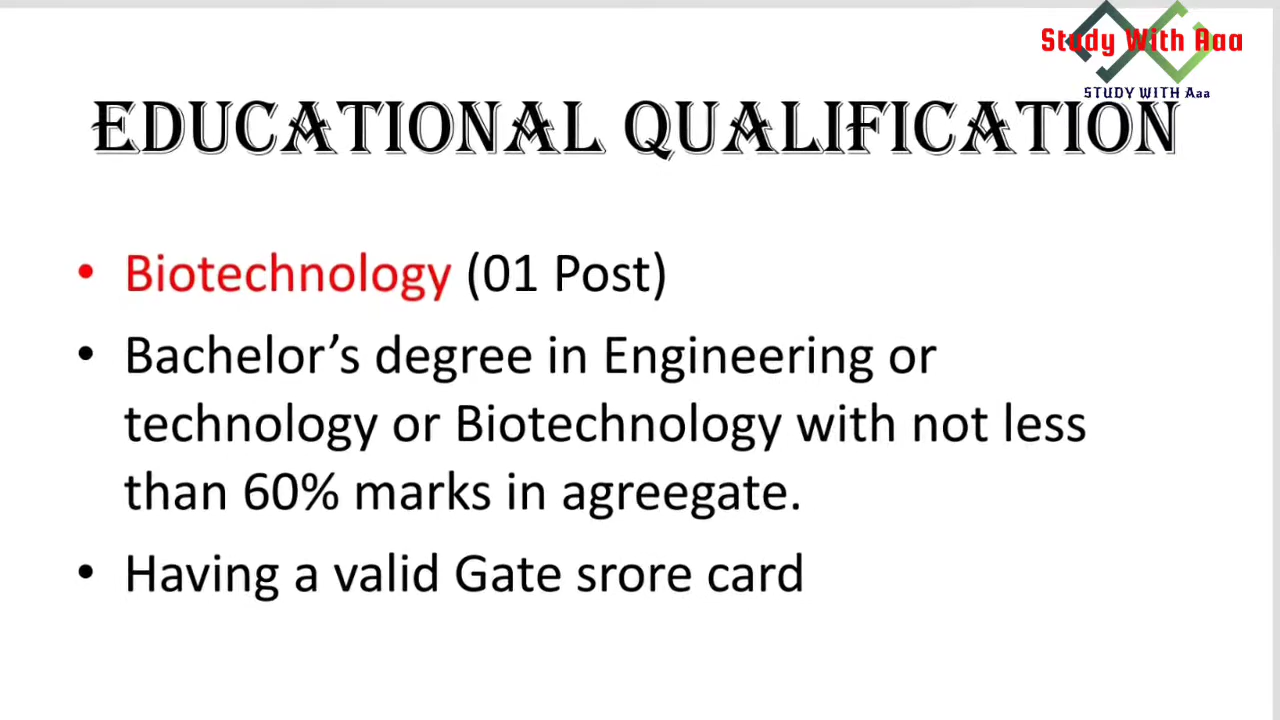 Study With Aaa
STUDY WITH Aaa
EDUCATIONAL QUALIFICATION
• Biotechnology (01 Post)
• Bachelor’s degree in Engineering or
technology or Biotechnology with not less
than 60% marks in agreegate.
• Having a valid Gate srore card